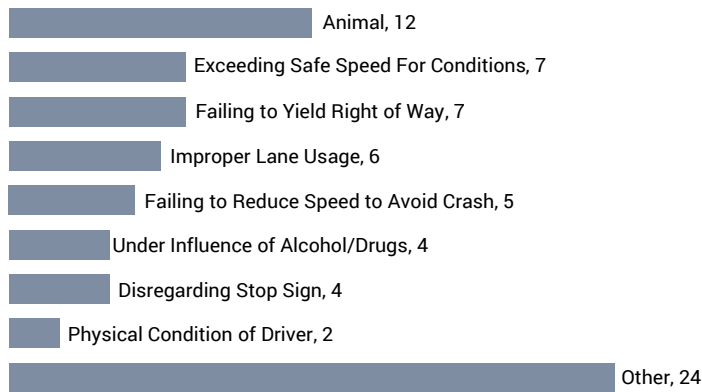 Animal, 12
Exceeding Safe Speed For Conditions, 7
Failing to Yield Right of Way, 7
Improper Lane Usage, 6
Failing to Reduce Speed to Avoid Crash, 5
Under Influence of Alcohol/Drugs, 4
Disregarding Stop Sign, 4
Physical Condition of Driver, 2
Other, 24